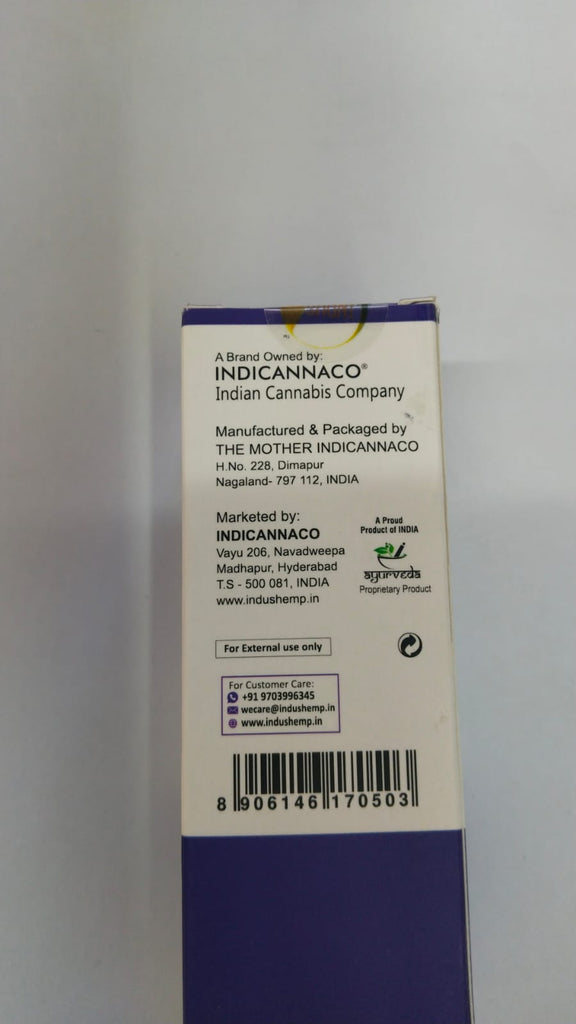 A Brand Owned by:
INDICANNACO®
Indian Cannabis Company
Manufactured & Packaged by
THE MOTHER INDICANNACO
H.No. 228, Dimapur
Nagaland- 797 112, INDIA
Marketed by:
INDICANNACO
Vayu 206, Navadweepa
Madhapur, Hyderabad
T.S - 500 081, INDIA
www.indushemp.in
A Proud
Product of INDIA
ayurveda
Proprietary Product
For External use only
For Customer Care:
+91 9703996345
wecare@indushemp.in
www.indushemp.in
8 906146 170503